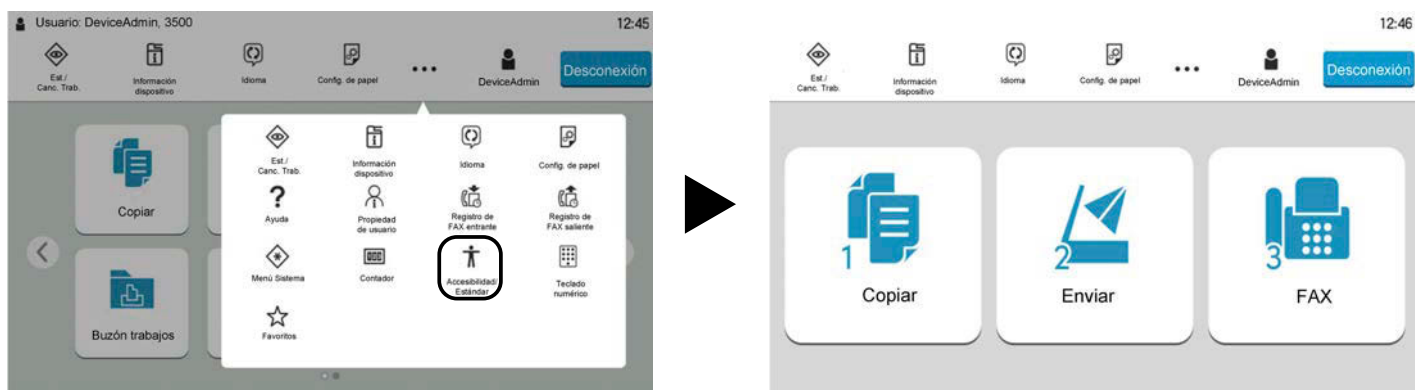 Usuario: DeviceAdmin, 3500
12:45
Est./
Canc. Trab.
Información
dispositivo
Idioma
Config. de papel
DeviceAdmin
Desconexión
Copiar
Buzón trabajos
Est./
Canc. Trab.
Información
dispositivo
Idioma
Config. de papel
Ayuda
Propiedad
de usuario
Registro de
FAX entrante
Registro de
FAX saliente
Menú Sistema
Contador
Accesibilidad/
Estándar
Teclado
numérico
Favoritos
12:46
Est./
Canc. Trab.
Información
dispositivo
Idioma
Config. de papel
DeviceAdmin
Desconexión
1
Copiar
2
Enviar
3
FAX